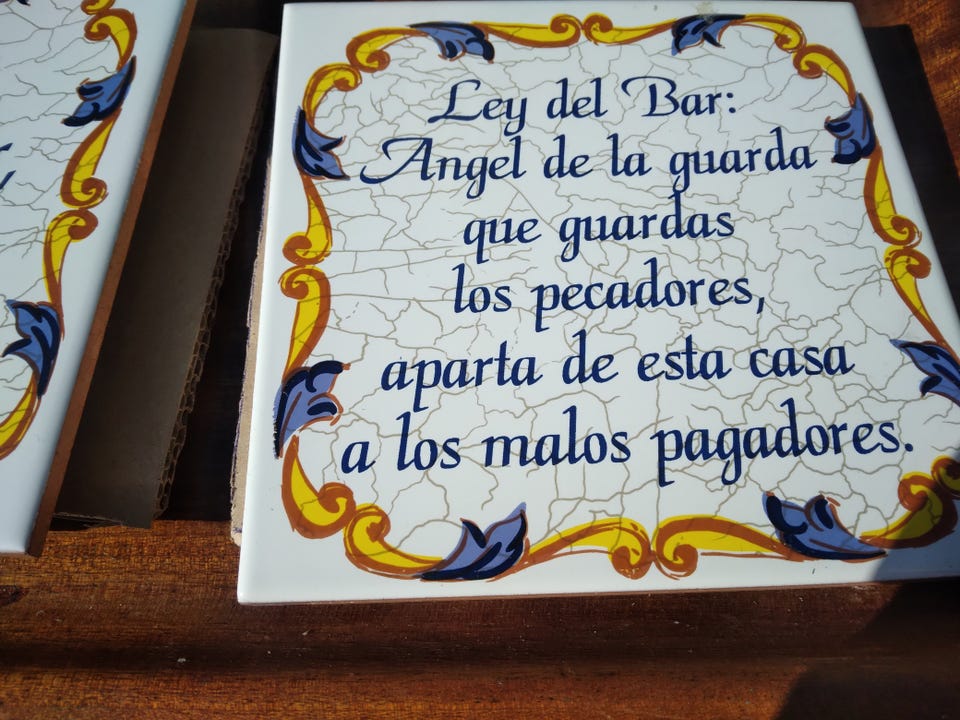 Ley del Bar:
Angel de la guarda
que guardas
los pecadores,
aparta de esta casa
a los malos pagadores.